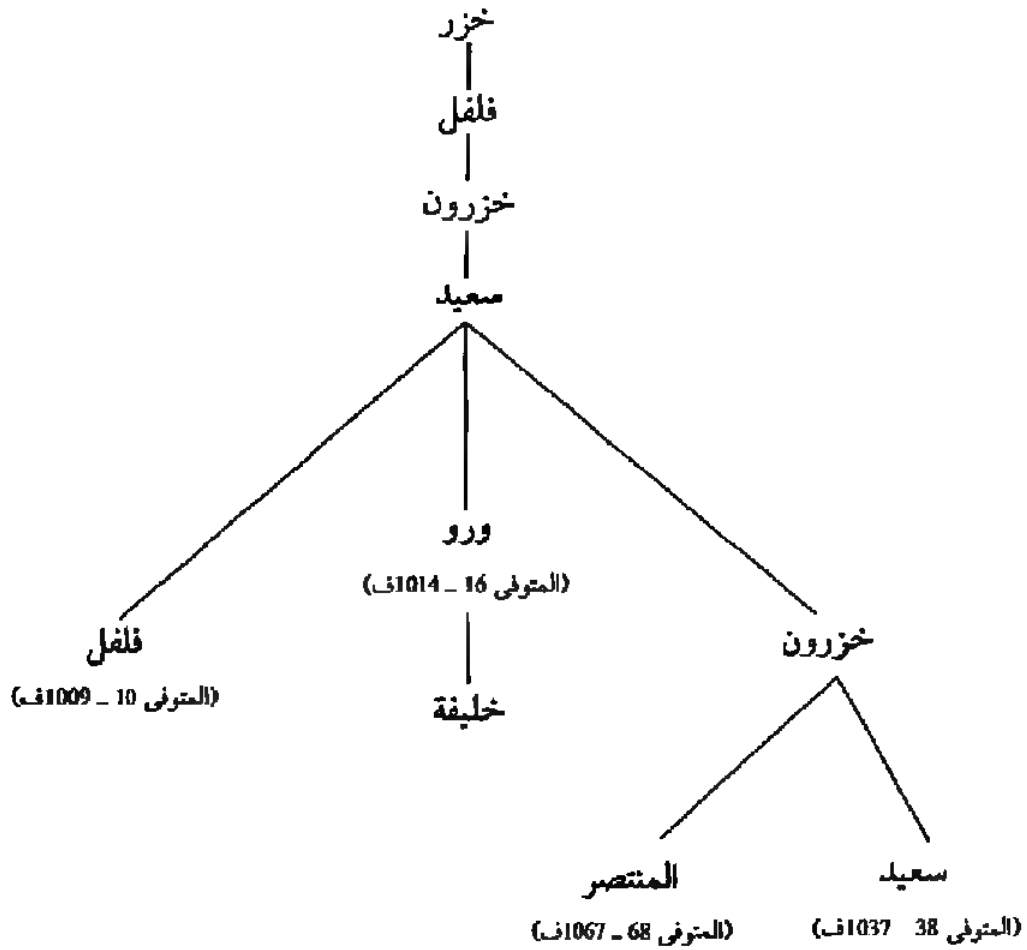 خزر
فلفل
خزرون
سعيد
ورو
(المتوفى 16 _ 1014ف)
خزرون
فلفل
(المتوفى 10 _ 1009ف)
خليفة
سعيد
المنتصر
(المتوفى 38 1037ف)
(المتوفى 68 _ 1067ف)